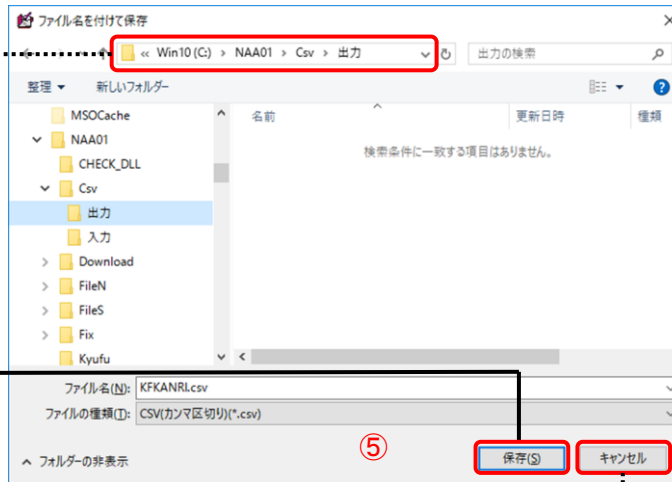 ファイル名を付けて保存
« Win10 (C:) > NAA01 > Csv > 出力
出力の検索
整理 新しいフォルダー
名前 更新日時 種類
検索条件に一致する項目はありません。
MSOCache
NAA01
CHECK_DLL
Csv
出力
入力
Download
FileN
FileS
Fix
Kyufu
ファイル名(N): KFKANRI.csv
ファイルの種類(T): CSV(カンマ区切り)(*.csv)
⑤
フォルダーの非表示 保存(S) キャンセル